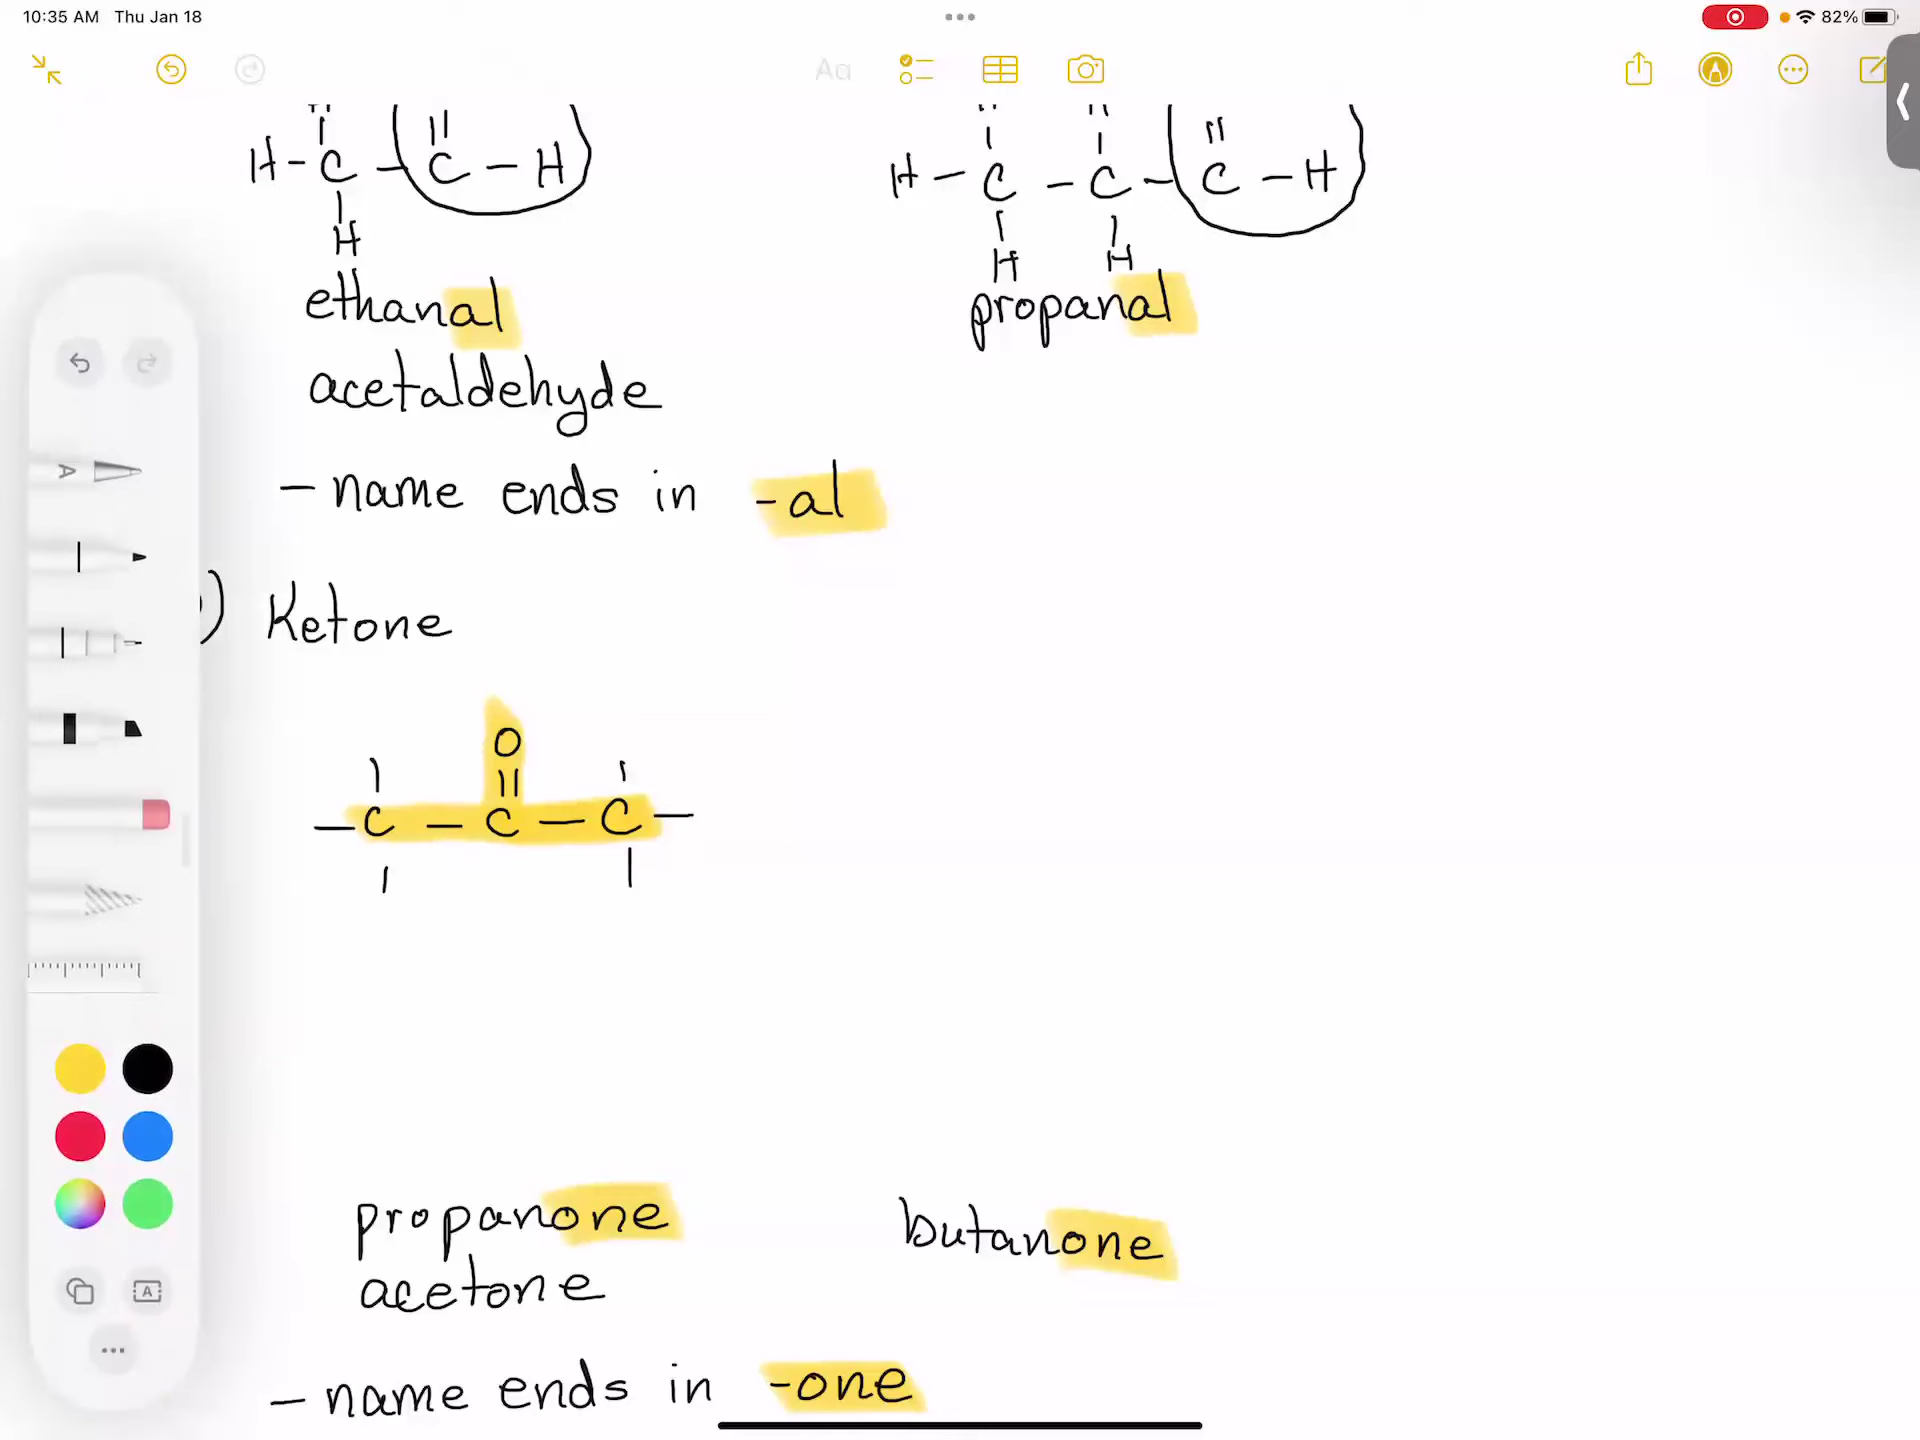 10:35 AM Thu Jan 18
82%
Aa
H-C-C-H H-C-C-C-H
H H H
ethanal propanal
acetaldehyde
- name ends in -al
) Ketone
O
-C-C-C-
propanone butanone
acetone
- name ends in -one